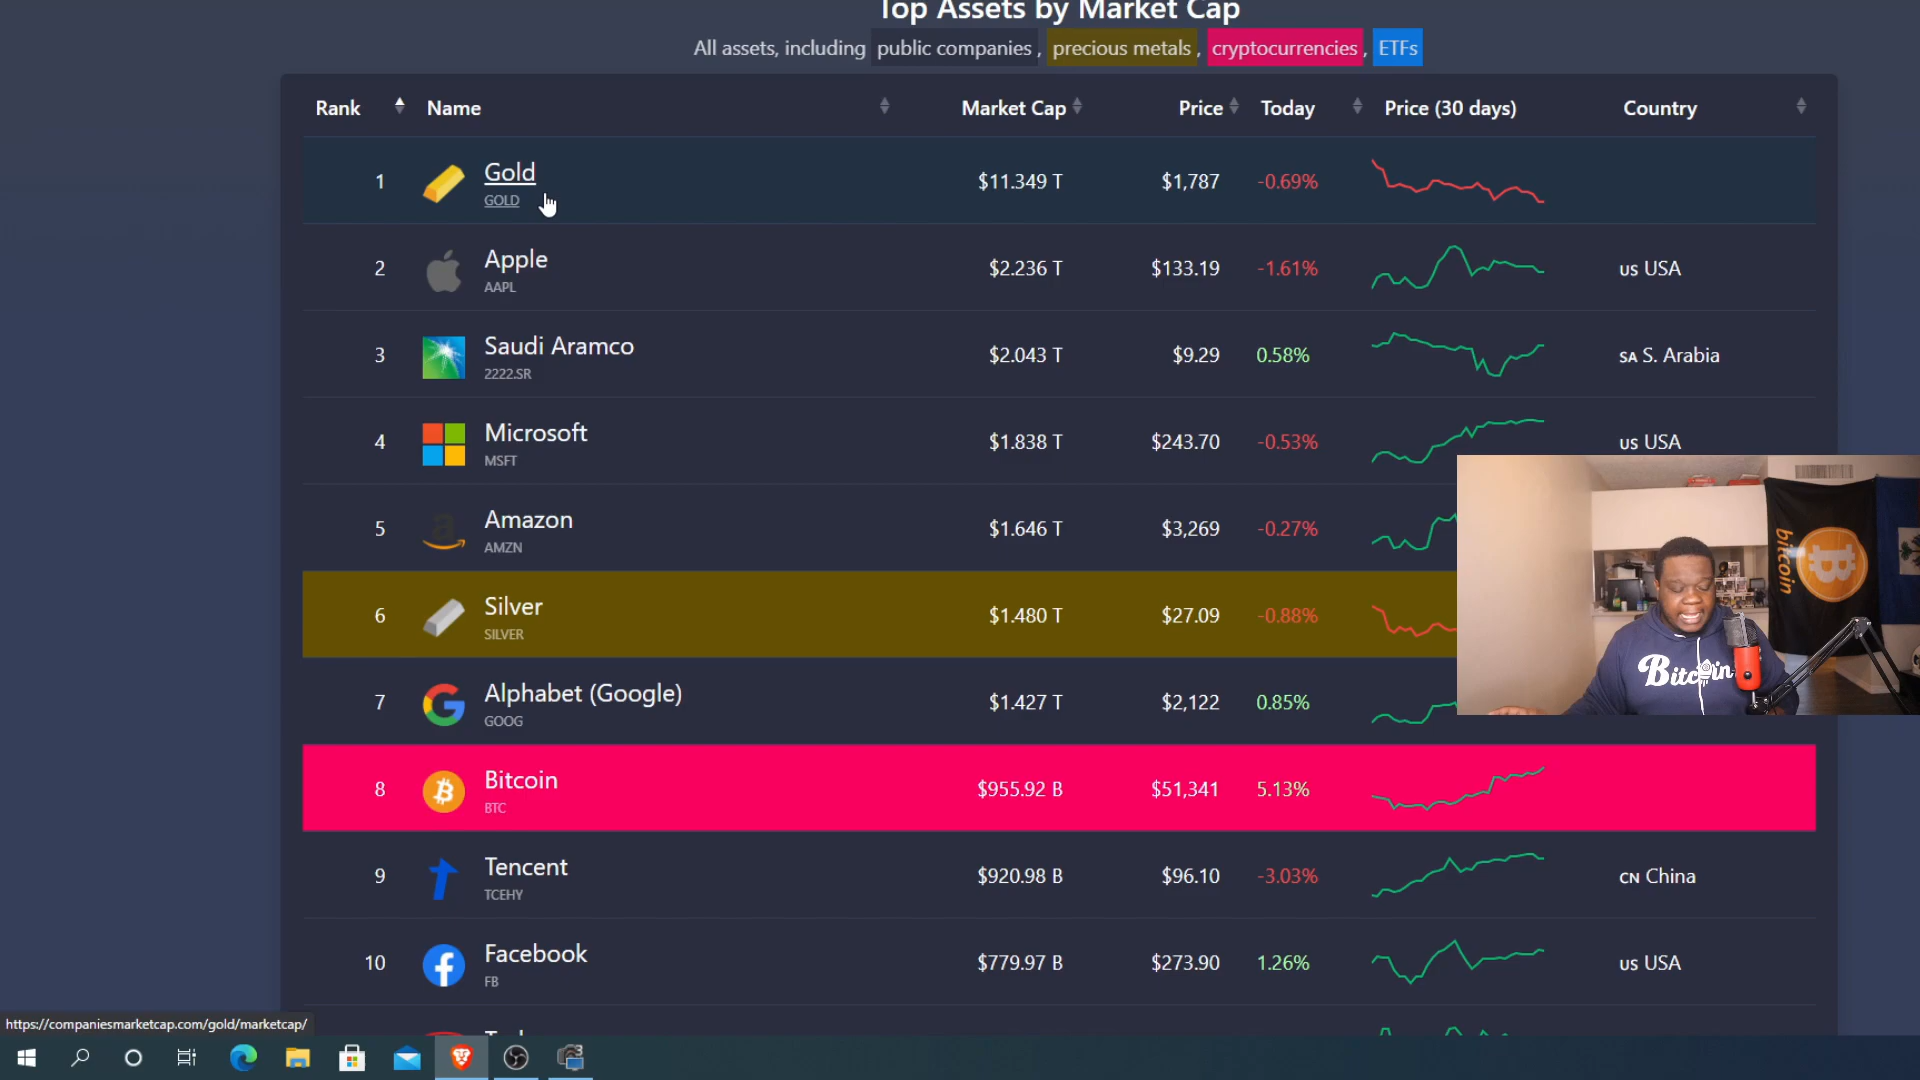 Top Assets by Market Cap
All assets, including public companies, precious metals, cryptocurrencies, ETFs
Rank Name Market Cap Price Today Price (30 days) Country
1 Gold $11.349 T $1,787 -0.69%
GOLD
2 Apple $2.236 T $133.19 -1.61% us USA
AAPL
3 Saudi Aramco $2.043 T $9.29 0.58% SA S. Arabia
2222.SR
4 Microsoft $1.838 T $243.70 -0.53% us USA
MSFT
5 Amazon $1.646 T $3,269 -0.27%
AMZN
6 Silver $1.480 T $27.09 -0.88%
SILVER
7 Alphabet (Google) $1.427 T $2,122 0.85%
GOOG
8 Bitcoin $955.92 B $51,341 5.13%
BTC
9 Tencent $920.98 B $96.10 -3.03% CN China
TCEHY
10 Facebook $779.97 B $273.90 1.26% us USA
FB
bitcoin
Bitcoin
https://companiesmarketcap.com/gold/marketcap/